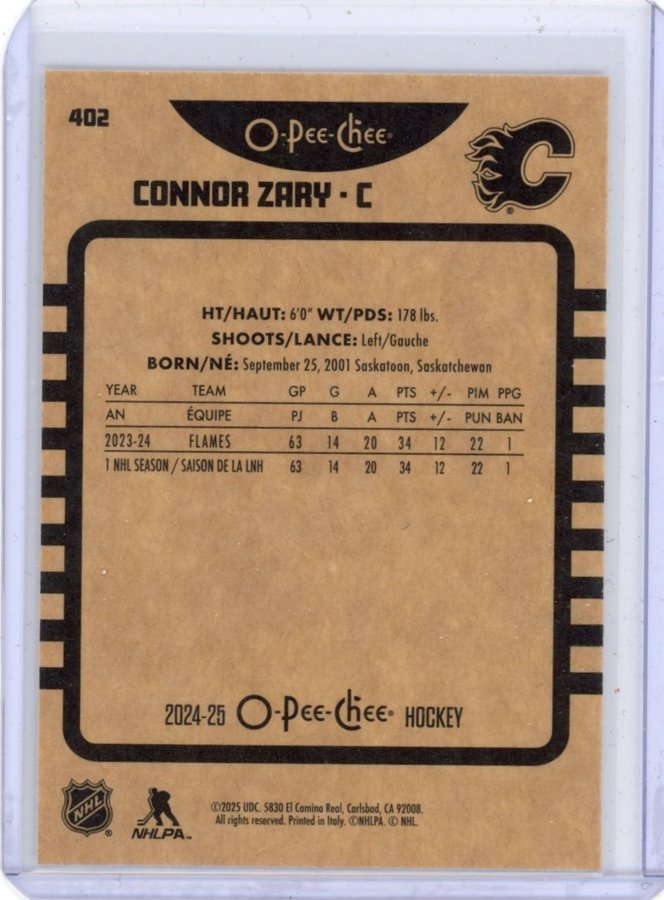 402
O-Pee-Chee®
C
CONNOR ZARY · C
HT/HAUT: 6'0" WT/PDS: 178 lbs.
SHOOTS/LANCE: Left/Gauche
BORN/NÉ: September 25, 2001 Saskatoon, Saskatchewan
YEAR TEAM GP G A PTS +/- PIM PPG
AN ÉQUIPE PJ B A PTS +/- PUN BAN
2023-24 FLAMES 63 14 20 34 12 22 1
1 NHL SEASON / SAISON DE LA LNH 63 14 20 34 12 22 1
2024-25 O-Pee-Chee® HOCKEY
NHL
NHLPA™
©2025 UDC. 5830 El Camino Real, Carlsbad, CA 92008.
All rights reserved. Printed in Italy. ©NHLPA. © NHL.